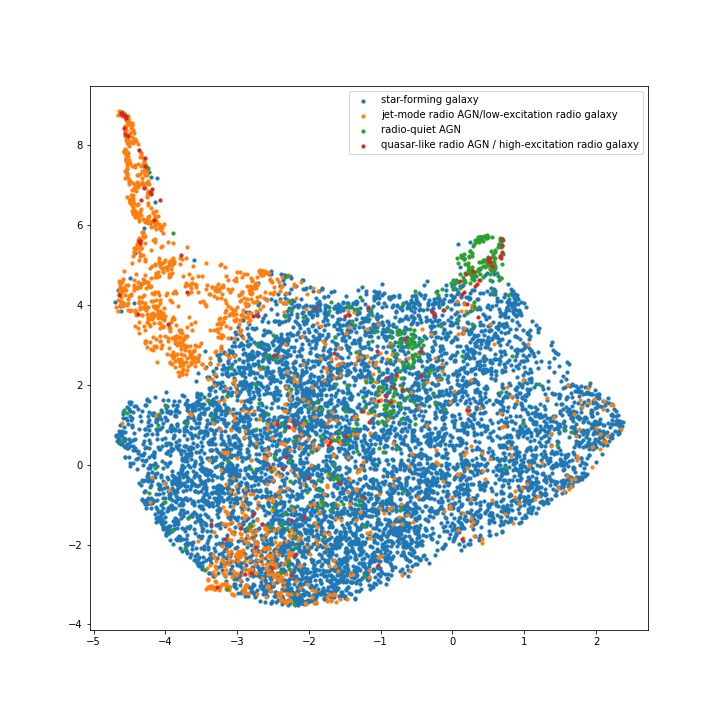 star-forming galaxy
jet-mode radio AGN/low-excitation radio galaxy
radio-quiet AGN
quasar-like radio AGN / high-excitation radio galaxy
8
6
4
2
0
−2
−4
−5 −4 −3 −2 −1 0 1 2